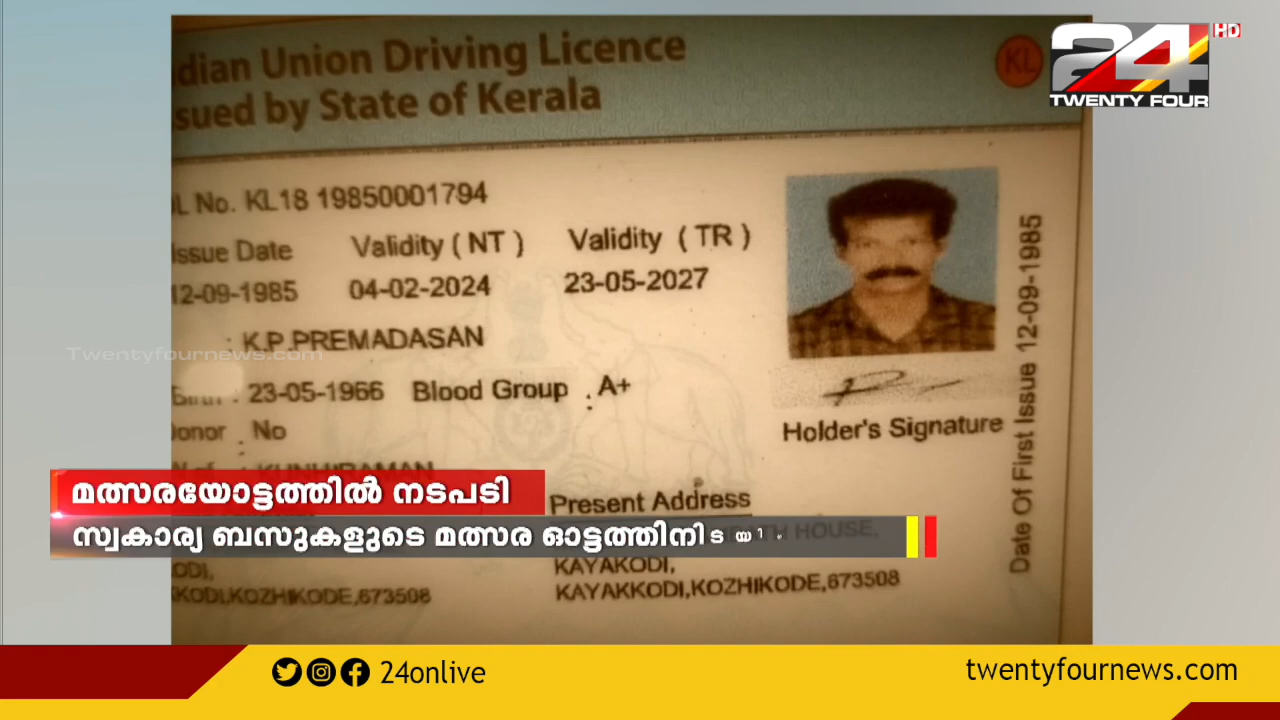 24 HD
TWENTY FOUR
dian Union Driving Licence
sued by State of Kerala
KL
L No. KL18 19850001794
Issue Date Validity ( NT ) Validity ( TR )
12-09-1985 04-02-2024 23-05-2027
: K.P.PREMADASAN
Twentyfournews.com
: 23-05-1966 Blood Group : A+
Donor : No
Holder's Signature
Date Of First Issue 12-09-1985
: KUNHIRAMAN
Present Address
HOUSE,
KODI, KAYAKODI,
KKODI,KOZHIKODE,673508 KAYAKKODI,KOZHIKODE,673508
മത്സരയോട്ടത്തിൽ നടപടി
സ്വകാര്യ ബസുകളുടെ മത്സര ഓട്ടത്തിനിടയി
24onlive
twentyfournews.com